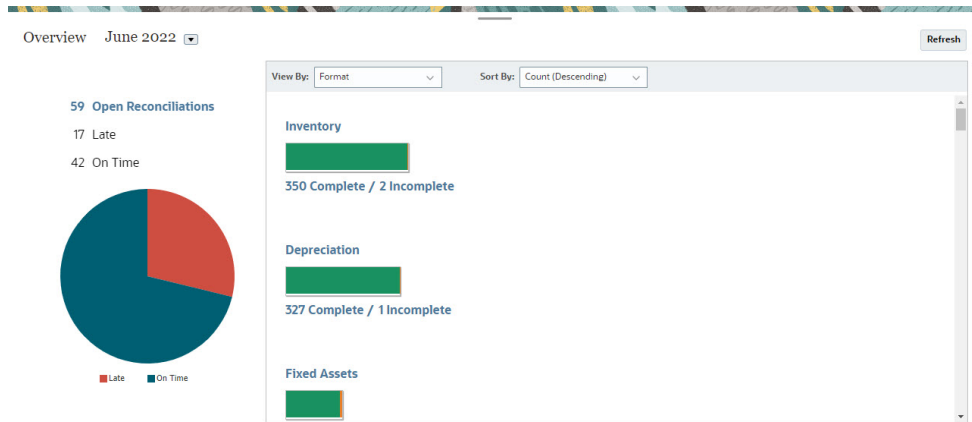 Overview June 2022
Refresh
View By: Format
Sort By: Count (Descending)
59 Open Reconciliations
17 Late
42 On Time
Late
On Time
Inventory
350 Complete / 2 Incomplete
Depreciation
327 Complete / 1 Incomplete
Fixed Assets